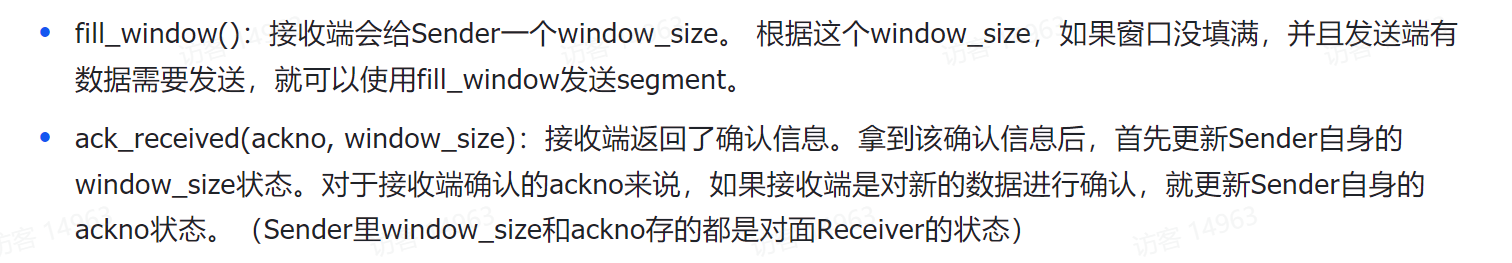 • fill_window()：接收端会给Sender一个window_size。 根据这个window_size，如果窗口没填满，并且发送端有
数据需要发送，就可以使用fill_window发送segment。
• ack_received(ackno, window_size)：接收端返回了确认信息。拿到该确认信息后，首先更新Sender自身的
window_size状态。对于接收端确认的ackno来说，如果接收端是对新的数据进行确认，就更新Sender自身的
ackno状态。（Sender里window_size和ackno存的都是对面Receiver的状态）
访客 14963
访客 14963
访客 14963
访客 14963
访客 14963
访客 14963
访客 14963